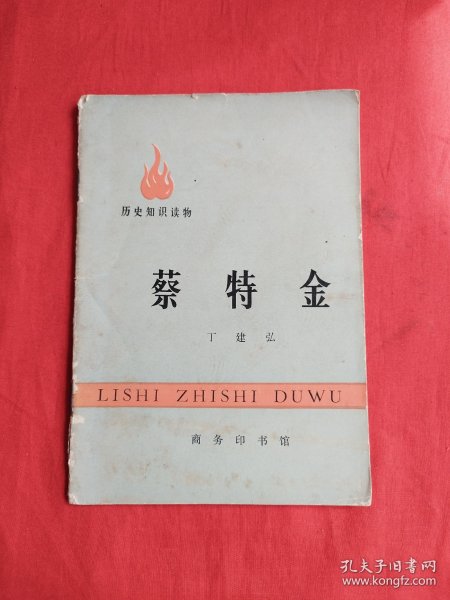 历史知识读物
蔡特金
丁建弘
LISHI ZHISHI DUWU
商务印书馆
孔夫子旧书网
www.kongfz.com